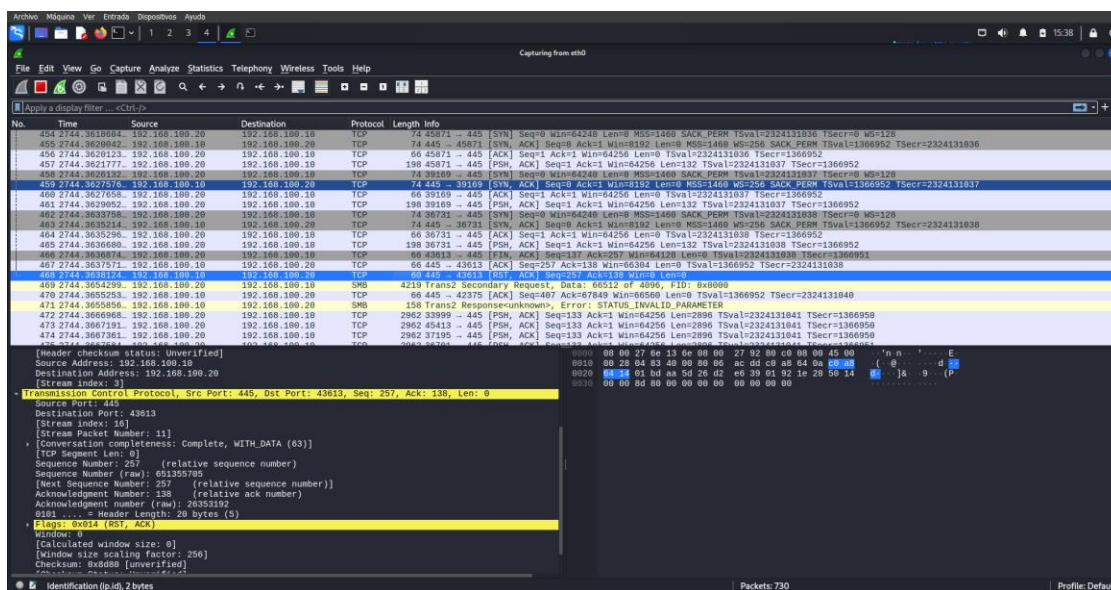 Archivo Máquina Ver Entrada Dispositivos Ayuda
1 2 3 4 15:38
Capturing from eth0
File Edit View Go Capture Analyze Statistics Telephony Wireless Tools Help
Apply a display filter ... <Ctrl-/>
No. Time Source Destination Protocol Length Info
454 2744.3618604… 192.168.100.20 192.168.100.10 TCP 74 45871 → 445 [SYN] Seq=0 Win=64240 Len=0 MSS=1460 SACK_PERM TSval=2324131036 TSecr=0 WS=128
455 2744.3620042… 192.168.100.10 192.168.100.20 TCP 74 445 → 45871 [SYN, ACK] Seq=0 Ack=1 Win=8192 Len=0 MSS=1460 WS=256 SACK_PERM TSval=1366952 TSecr=2324131036
456 2744.3620123… 192.168.100.20 192.168.100.10 TCP 66 45871 → 445 [ACK] Seq=1 Ack=1 Win=64256 Len=0 TSval=2324131036 TSecr=1366952
457 2744.3621777… 192.168.100.20 192.168.100.10 TCP 198 45871 → 445 [PSH, ACK] Seq=1 Ack=1 Win=64256 Len=132 TSval=2324131037 TSecr=1366952
458 2744.3626132… 192.168.100.20 192.168.100.10 TCP 74 39169 → 445 [SYN] Seq=0 Win=64240 Len=0 MSS=1460 SACK_PERM TSval=2324131037 TSecr=0 WS=128
459 2744.3627576… 192.168.100.10 192.168.100.20 TCP 74 445 → 39169 [SYN, ACK] Seq=0 Ack=1 Win=8192 Len=0 MSS=1460 WS=256 SACK_PERM TSval=1366952 TSecr=2324131037
460 2744.3627658… 192.168.100.20 192.168.100.10 TCP 66 39169 → 445 [ACK] Seq=1 Ack=1 Win=64256 Len=0 TSval=2324131037 TSecr=1366952
461 2744.3629052… 192.168.100.20 192.168.100.10 TCP 198 39169 → 445 [PSH, ACK] Seq=1 Ack=1 Win=64256 Len=132 TSval=2324131037 TSecr=1366952
462 2744.3633758… 192.168.100.20 192.168.100.10 TCP 74 36731 → 445 [SYN] Seq=0 Win=64240 Len=0 MSS=1460 SACK_PERM TSval=2324131038 TSecr=0 WS=128
463 2744.3635214… 192.168.100.10 192.168.100.20 TCP 74 445 → 36731 [SYN, ACK] Seq=0 Ack=1 Win=8192 Len=0 MSS=1460 WS=256 SACK_PERM TSval=1366952 TSecr=2324131038
464 2744.3635296… 192.168.100.20 192.168.100.10 TCP 66 36731 → 445 [ACK] Seq=1 Ack=1 Win=64256 Len=0 TSval=2324131038 TSecr=1366952
465 2744.3636680… 192.168.100.20 192.168.100.10 TCP 198 36731 → 445 [PSH, ACK] Seq=1 Ack=1 Win=64256 Len=132 TSval=2324131038 TSecr=1366952
466 2744.3636874… 192.168.100.20 192.168.100.10 TCP 66 43613 → 445 [FIN, ACK] Seq=137 Ack=257 Win=64128 Len=0 TSval=2324131038 TSecr=1366951
467 2744.3637571… 192.168.100.10 192.168.100.20 TCP 66 445 → 43613 [ACK] Seq=257 Ack=138 Win=66304 Len=0 TSval=1366952 TSecr=2324131038
468 2744.3638124… 192.168.100.10 192.168.100.20 TCP 60 445 → 43613 [RST, ACK] Seq=257 Ack=138 Win=0 Len=0
469 2744.3654299… 192.168.100.20 192.168.100.10 SMB 4219 Trans2 Secondary Request, Data: 66512 of 4096, FID: 0x0000
470 2744.3655253… 192.168.100.10 192.168.100.20 TCP 66 445 → 42375 [ACK] Seq=407 Ack=67849 Win=66560 Len=0 TSval=1366952 TSecr=2324131040
471 2744.3655856… 192.168.100.10 192.168.100.20 SMB 158 Trans2 Response<unknown>, Error: STATUS_INVALID_PARAMETER
472 2744.3666968… 192.168.100.20 192.168.100.10 TCP 2962 33999 → 445 [PSH, ACK] Seq=133 Ack=1 Win=64256 Len=2896 TSval=2324131041 TSecr=1366950
473 2744.3667191… 192.168.100.20 192.168.100.10 TCP 2962 45413 → 445 [PSH, ACK] Seq=133 Ack=1 Win=64256 Len=2896 TSval=2324131041 TSecr=1366950
474 2744.3667361… 192.168.100.20 192.168.100.10 TCP 2962 37195 → 445 [PSH, ACK] Seq=133 Ack=1 Win=64256 Len=2896 TSval=2324131041 TSecr=1366950
[Header checksum status: Unverified]
Source Address: 192.168.100.10
Destination Address: 192.168.100.20
[Stream index: 3]
Transmission Control Protocol, Src Port: 445, Dst Port: 43613, Seq: 257, Ack: 138, Len: 0
Source Port: 445
Destination Port: 43613
[Stream index: 16]
[Stream Packet Number: 11]
[Conversation completeness: Complete, WITH_DATA (63)]
[TCP Segment Len: 0]
Sequence Number: 257 (relative sequence number)
Sequence Number (raw): 651355705
[Next Sequence Number: 257 (relative sequence number)]
Acknowledgment Number: 138 (relative ack number)
Acknowledgment number (raw): 26353192
0101 .... = Header Length: 20 bytes (5)
Flags: 0x014 (RST, ACK)
Window: 0
[Calculated window size: 0]
[Window size scaling factor: 256]
Checksum: 0x8d80 [unverified]
0000 08 00 27 6e 13 6e 08 00 27 92 80 c0 08 00 45 00 ··'n·n·· '·····E·
0010 00 28 04 83 40 00 80 06 ac dd c0 a8 64 0a c0 a8 ·(··@··· ····d···
0020 64 14 01 bd aa 5d 26 d2 e6 39 01 92 1e 28 50 14 d····]&· ·9···(P·
0030 00 00 8d 80 00 00 00 00 00 00 00 00
Identification (ip.id), 2 bytes
Packets: 730
Profile: Defau